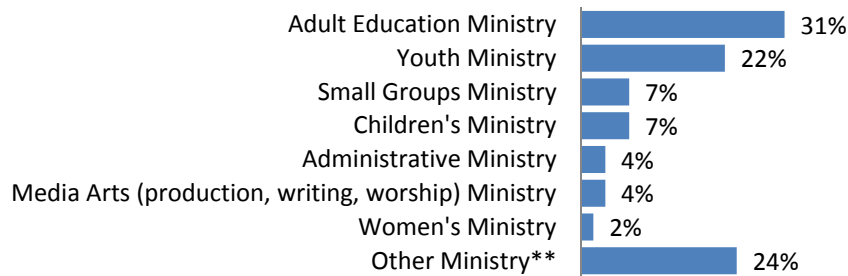 Adult Education Ministry 31%
Youth Ministry 22%
Small Groups Ministry 7%
Children's Ministry 7%
Administrative Ministry 4%
Media Arts (production, writing, worship) Ministry 4%
Women's Ministry 2%
Other Ministry** 24%